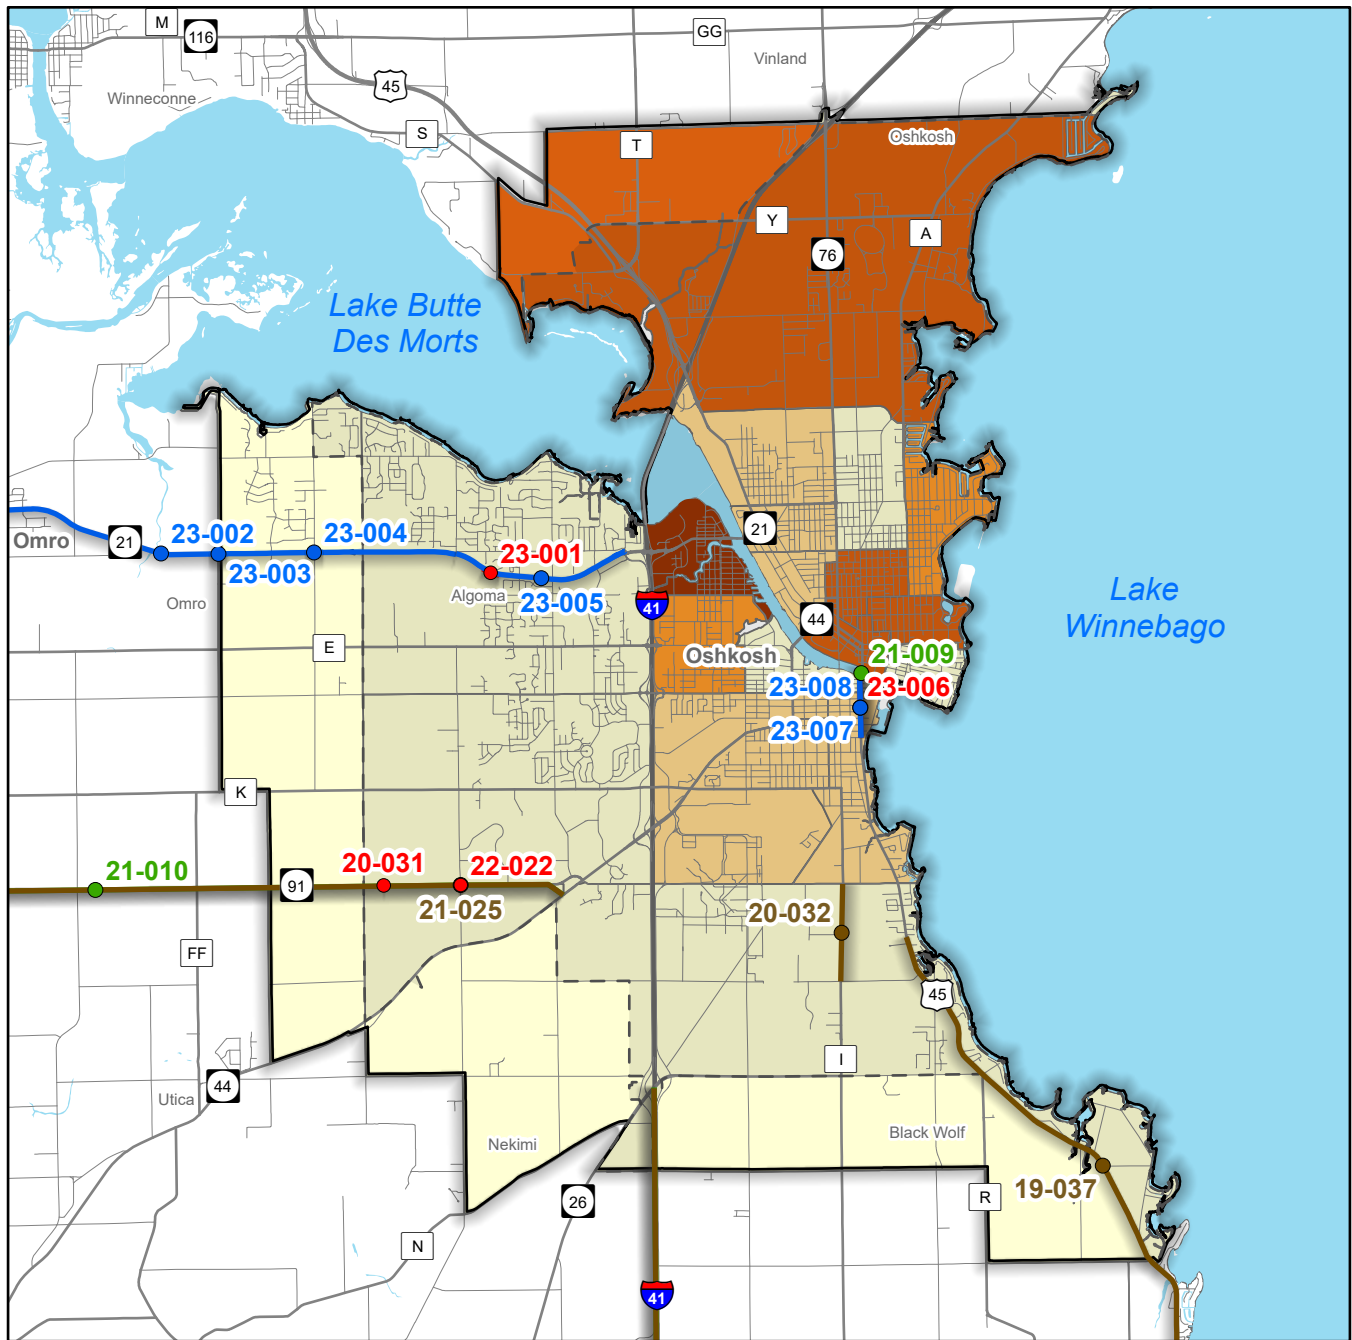 M
116
GG
Vinland
45
Winneconne
S
T
Oshkosh
Y
A
76
Lake Butte
Des Morts
21
Omro
23-002
23-004
23-003
21
23-001
23-005
Omro
Algoma
41
44
Lake
Winnebago
E
Oshkosh
21-009
23-008
23-006
23-007
K
21-010
91
20-031
22-022
21-025
20-032
FF
45
I
44
Utica
Nekimi
Black Wolf
19-037
26
R
N
41